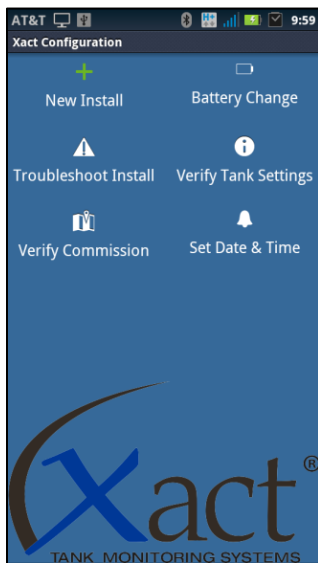 AT&T 9:59
Xact Configuration
New Install Battery Change
Troubleshoot Install Verify Tank Settings
Verify Commission Set Date & Time
Xact®
TANK MONITORING SYSTEMS